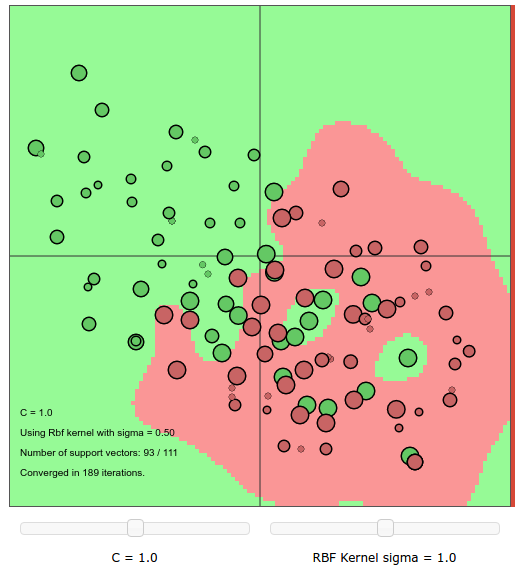 C = 1.0
Using Rbf kernel with sigma = 0.50
Number of support vectors: 93 / 111
Converged in 189 iterations.
C = 1.0
RBF Kernel sigma = 1.0